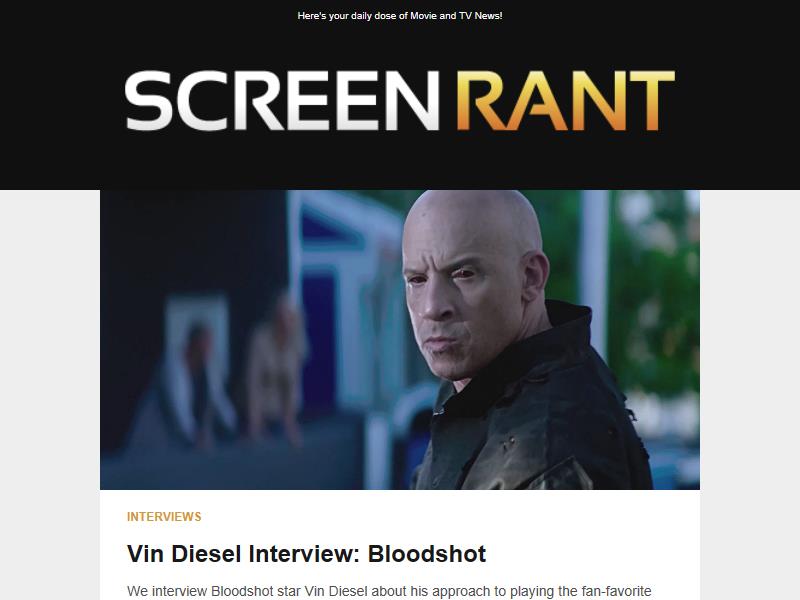 Here's your daily dose of Movie and TV News!
SCREEN RANT
INTERVIEWS
Vin Diesel Interview: Bloodshot
We interview Bloodshot star Vin Diesel about his approach to playing the fan-favorite